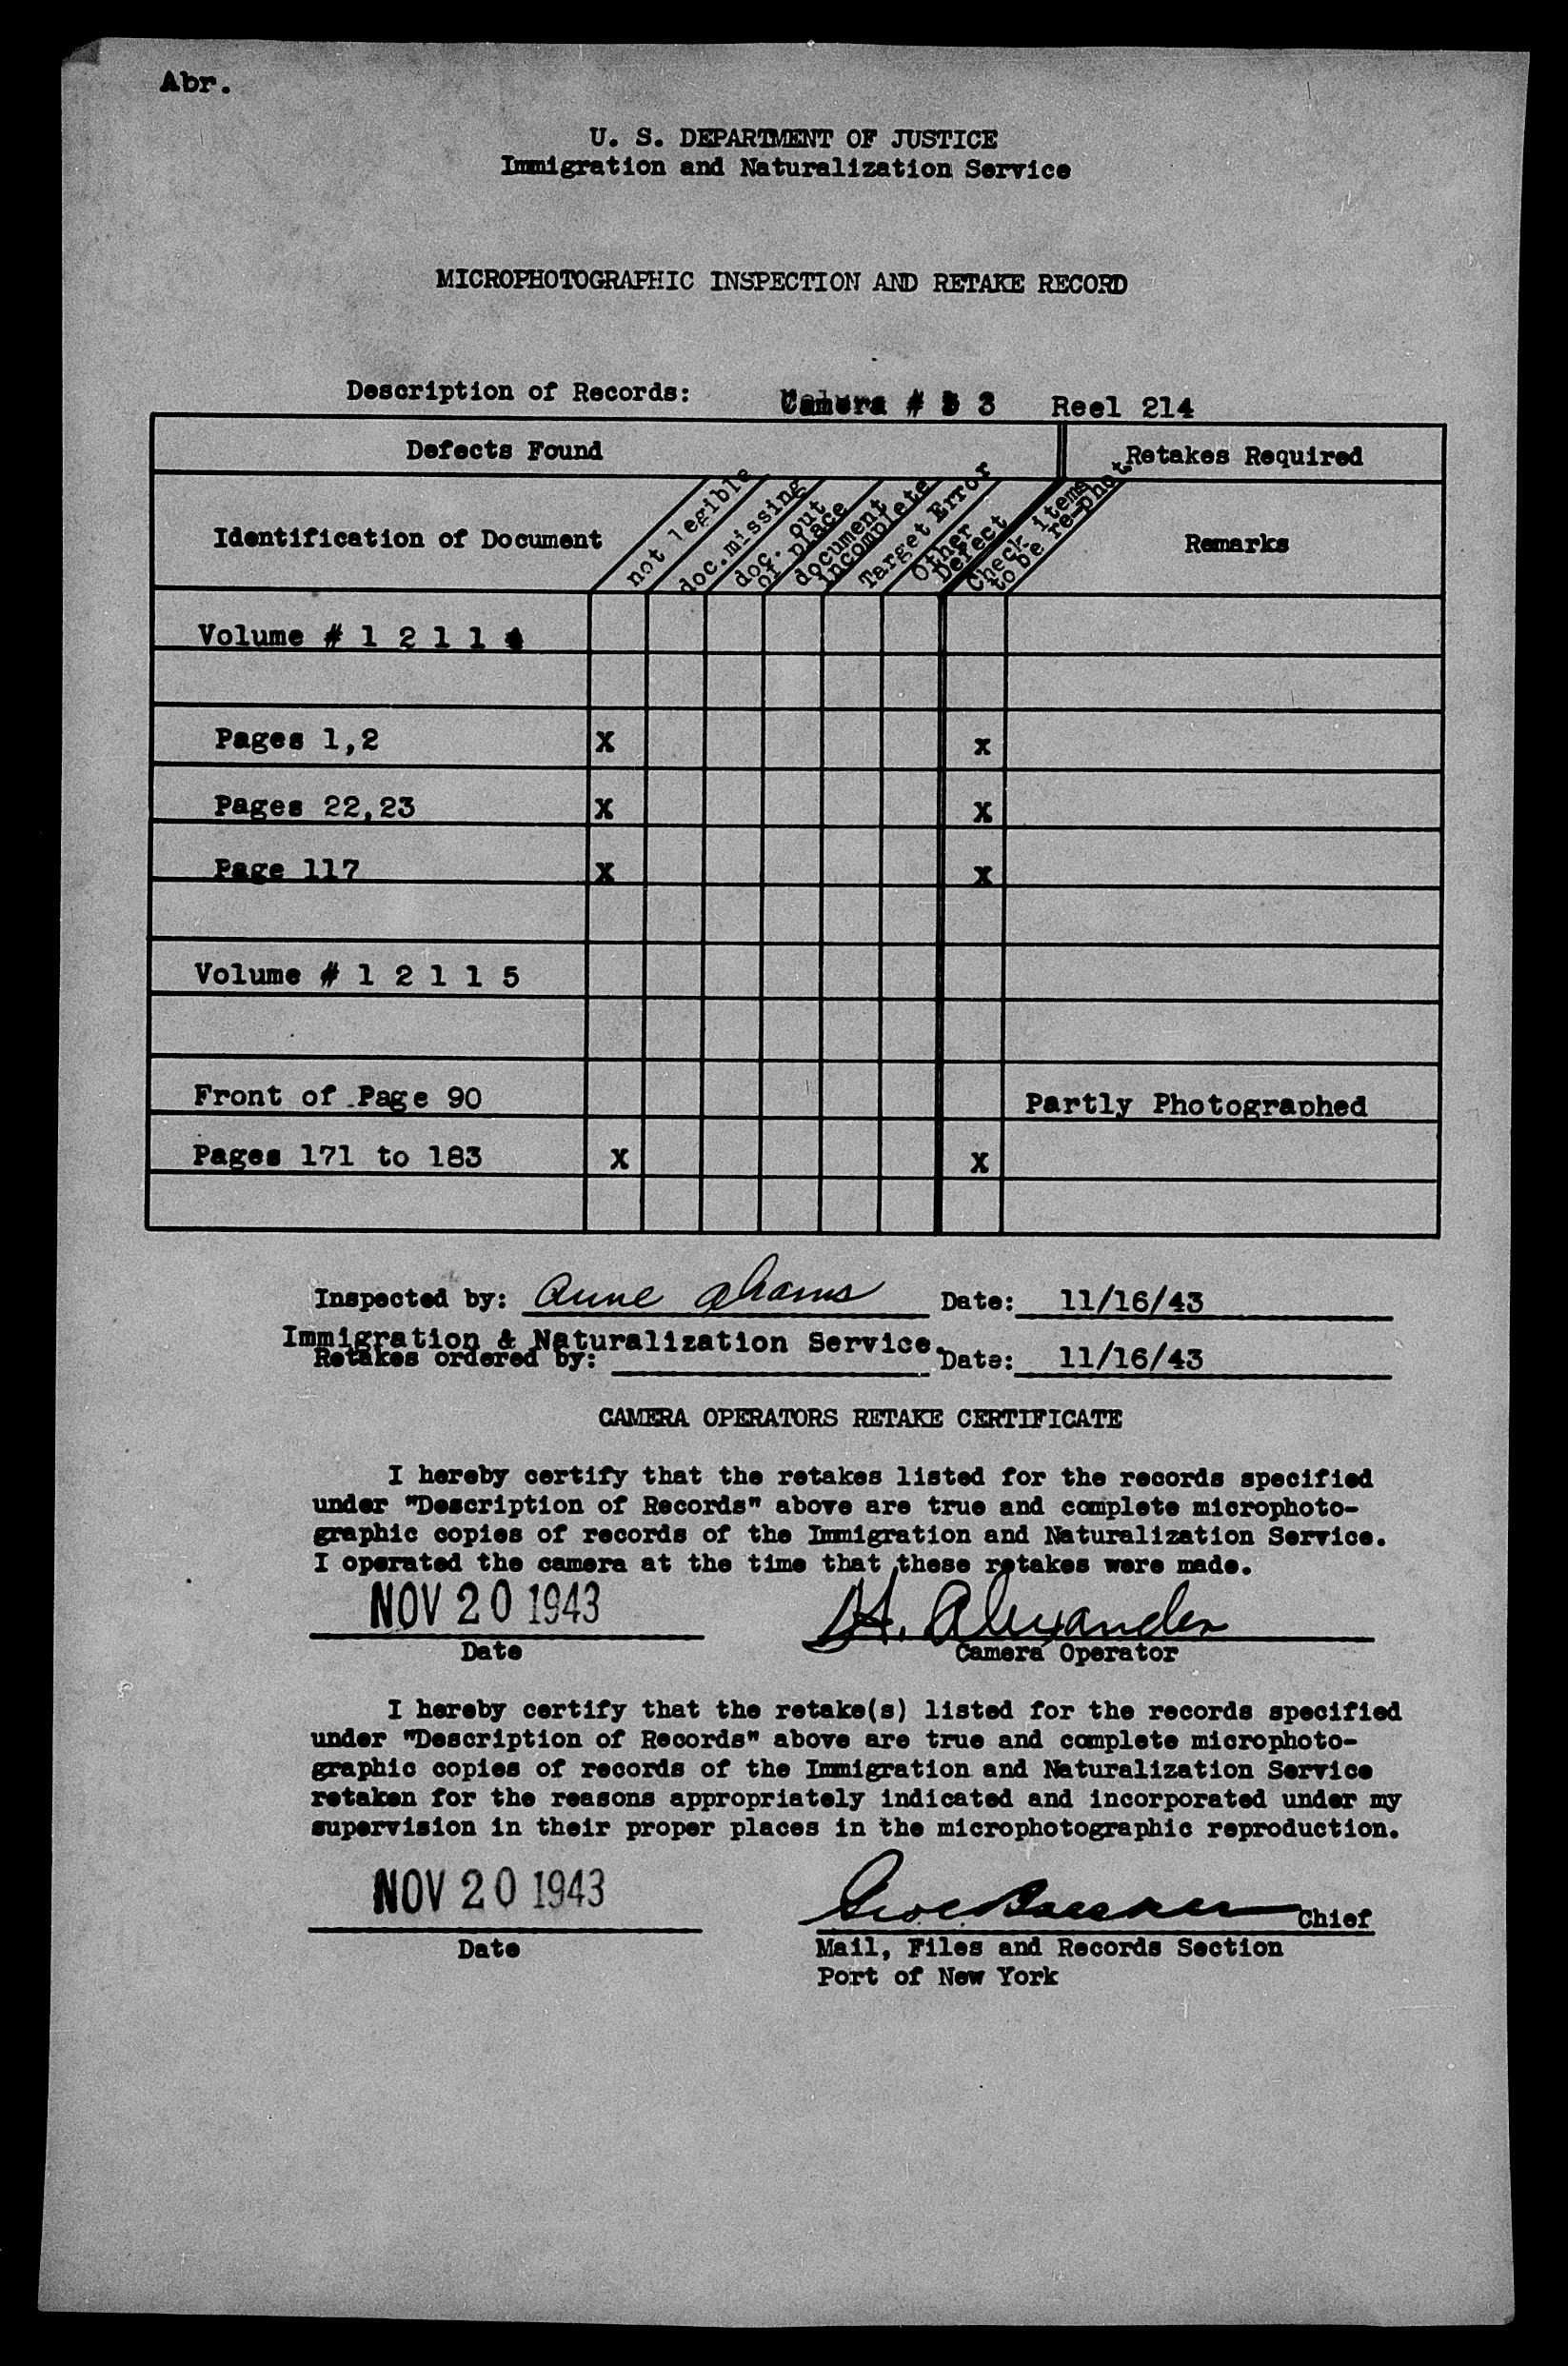 Abr.
U. S. DEPARTMENT OF JUSTICE
Immigration and Naturalization Service
MICROPHOTOGRAPHIC INSPECTION AND RETAKE RECORD
Description of Records: Camera # 3 Reel 214
Defects Found Retakes Required
Identification of Document
not legible
doc.missing
doc. out
of place
document
incomplete
Target Error
Other
Defect
Check items
to be re-phot
Remarks
Volume # 1 2 1 1 4
Pages 1,2 X X
Pages 22,23 X X
Page 117 X X
Volume # 1 2 1 1 5
Front of Page 90 Partly Photographed
Pages 171 to 183 X X
Inspected by: Anne Abams Date: 11/16/43
Immigration & Naturalization Service.
Retakes ordered by: Date: 11/16/43
CAMERA OPERATORS RETAKE CERTIFICATE
I hereby certify that the retakes listed for the records specified
under "Description of Records" above are true and complete microphoto-
graphic copies of records of the Immigration and Naturalization Service.
I operated the camera at the time that these retakes were made.
NOV 20 1943 H. Alexander
Date Camera Operator
I hereby certify that the retake(s) listed for the records specified
under "Description of Records" above are true and complete microphoto-
graphic copies of records of the Immigration and Naturalization Service
retaken for the reasons appropriately indicated and incorporated under my
supervision in their proper places in the microphotographic reproduction.
NOV 20 1943 Chief
Date Mail, Files and Records Section
Port of New York